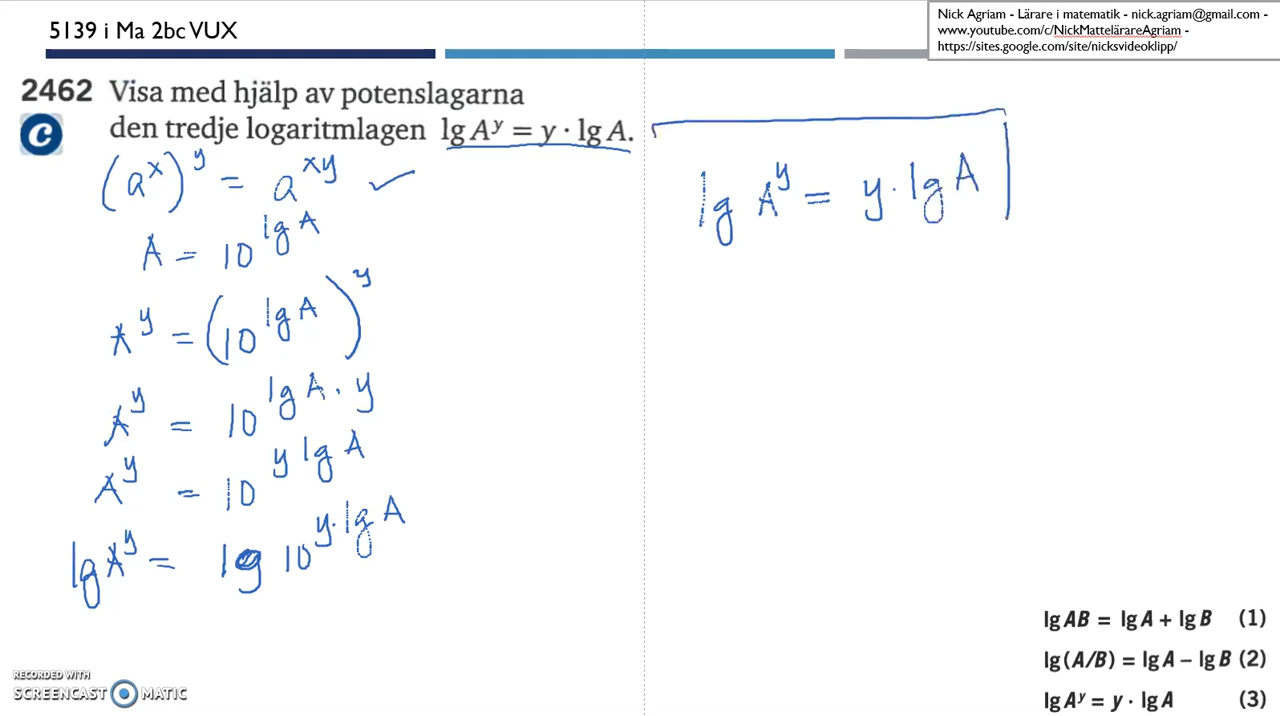 5139 i Ma 2bc VUX
Nick Agriam - Lärare i matematik - nick.agriam@gmail.com -
www.youtube.com/c/NickMattelärareAgriam -
https://sites.google.com/site/nicksvideoklipp/
2462 Visa med hjälp av potenslagarna
den tredje logaritmlagen lg A^y = y · lg A.
C
(a^x)^y = a^xy ✓
A = 10^lg A
A^y = (10^lg A)^y
A^y = 10^lg A · y
A^y = 10^y lg A
lg A^y = lg 10^y · lg A
lg A^y = y · lg A
lg AB = lg A + lg B (1)
lg (A/B) = lg A – lg B (2)
lg A^y = y · lg A (3)
RECORDED WITH
SCREENCAST MATIC